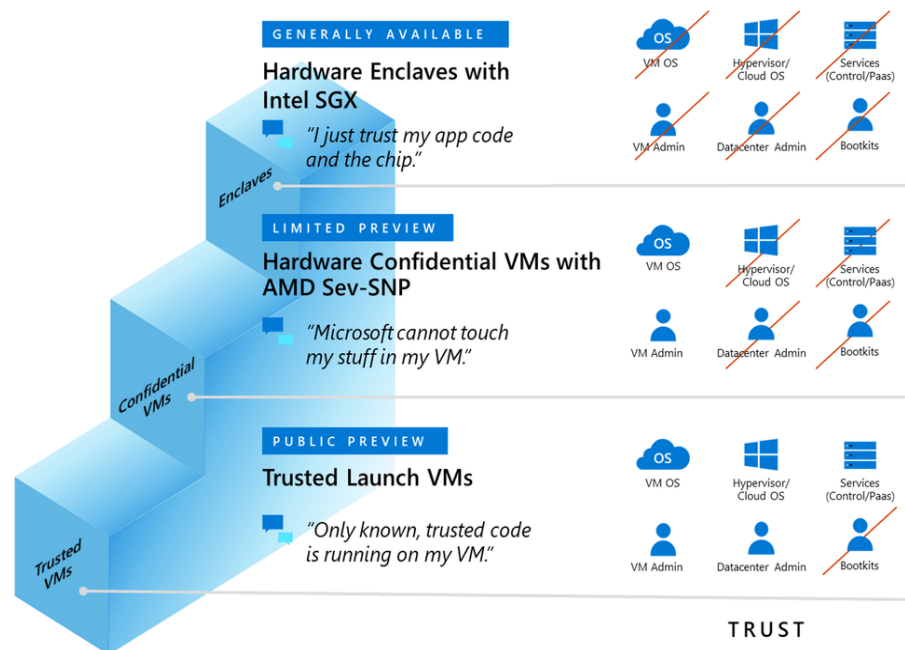 GENERALLY AVAILABLE
Hardware Enclaves with
Intel SGX
“I just trust my app code
and the chip.”
Enclaves
OS
VM OS
Hypervisor/
Cloud OS
Services
(Control/Paas)
VM Admin
Datacenter Admin
Bootkits
LIMITED PREVIEW
Hardware Confidential VMs with
AMD Sev-SNP
“Microsoft cannot touch
my stuff in my VM.”
Confidential
VMs
OS
VM OS
Hypervisor/
Cloud OS
Services
(Control/Paas)
VM Admin
Datacenter Admin
Bootkits
PUBLIC PREVIEW
Trusted Launch VMs
“Only known, trusted code
is running on my VM.”
Trusted
VMs
OS
VM OS
Hypervisor/
Cloud OS
Services
(Control/Paas)
VM Admin
Datacenter Admin
Bootkits
TRUST